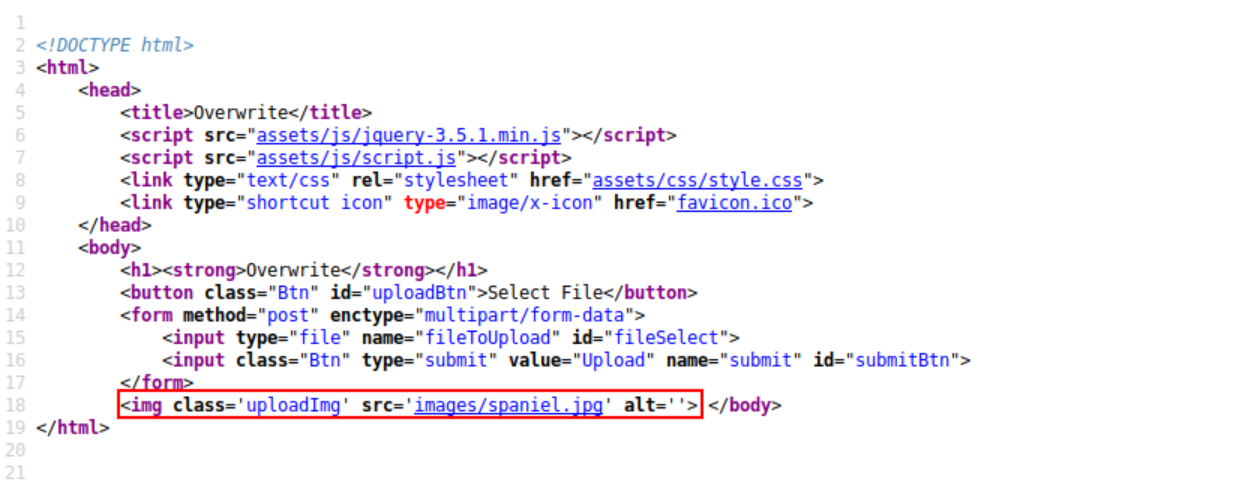 1
2 <!DOCTYPE html>
3 <html>
4     <head>
5         <title>Overwrite</title>
6         <script src="assets/js/jquery-3.5.1.min.js"></script>
7         <script src="assets/js/script.js"></script>
8         <link type="text/css" rel="stylesheet" href="assets/css/style.css">
9         <link type="shortcut icon" type="image/x-icon" href="favicon.ico">
10     </head>
11     <body>
12         <h1><strong>Overwrite</strong></h1>
13         <button class="Btn" id="uploadBtn">Select File</button>
14         <form method="post" enctype="multipart/form-data">
15             <input type="file" name="fileToUpload" id="fileSelect">
16             <input class="Btn" type="submit" value="Upload" name="submit" id="submitBtn">
17         </form>
18         <img class='uploadImg' src='images/spaniel.jpg' alt=''> </body>
19 </html>
20
21